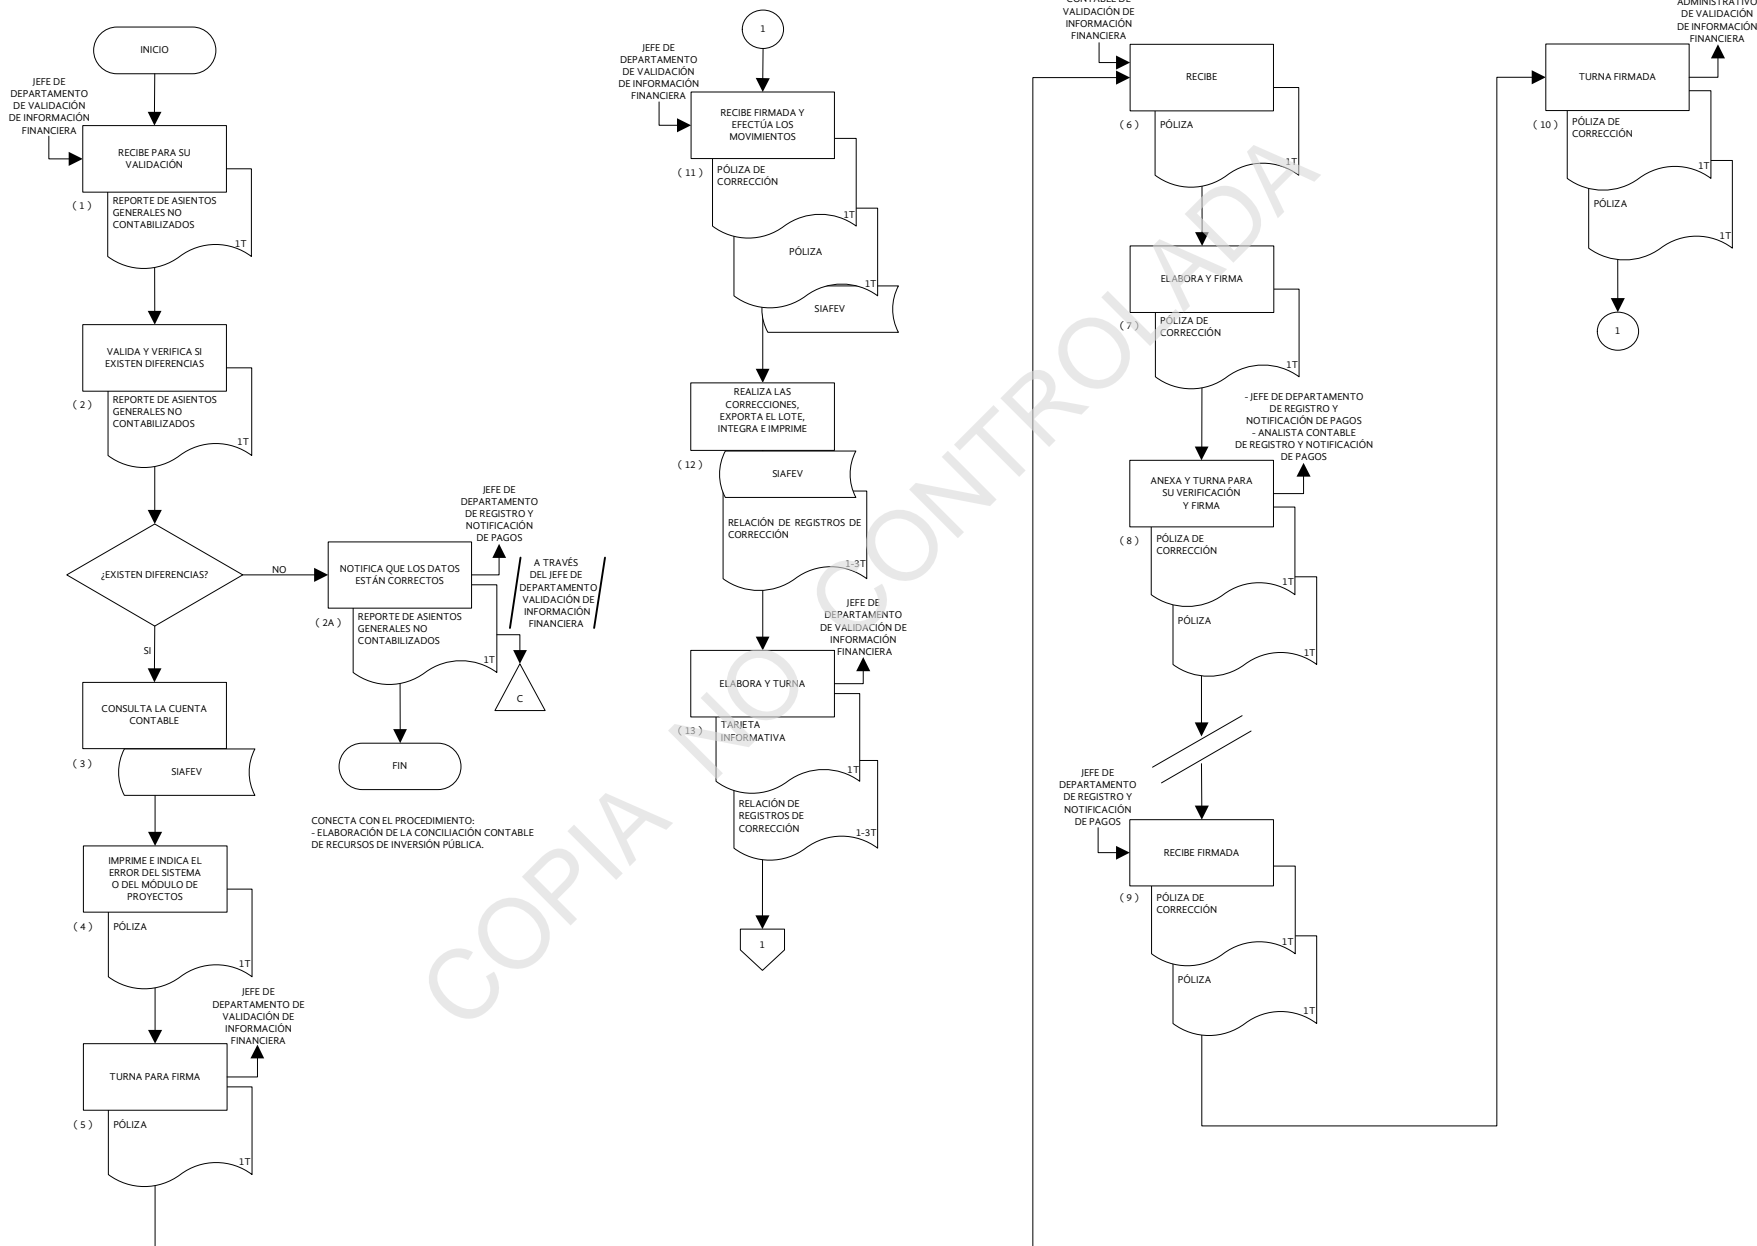 INICIO
JEFE DE
DEPARTAMENTO
DE VALIDACIÓN
DE INFORMACIÓN
FINANCIERA
RECIBE PARA SU
VALIDACIÓN
( 1 )
REPORTE DE ASIENTOS
GENERALES NO
CONTABILIZADOS
1T
VALIDA Y VERIFICA SI
EXISTEN DIFERENCIAS
( 2 )
REPORTE DE ASIENTOS
GENERALES NO
CONTABILIZADOS
1T
¿EXISTEN DIFERENCIAS?
NO
SI
JEFE DE
DEPARTAMENTO
DE REGISTRO Y
NOTIFICACIÓN
DE PAGOS
NOTIFICA QUE LOS DATOS
ESTÁN CORRECTOS
A TRAVÉS
DEL JEFE DE
DEPARTAMENTO
VALIDACIÓN DE
INFORMACIÓN
FINANCIERA
( 2A )
REPORTE DE ASIENTOS
GENERALES NO
CONTABILIZADOS
1T
C
FIN
CONECTA CON EL PROCEDIMIENTO:
- ELABORACIÓN DE LA CONCILIACIÓN CONTABLE
DE RECURSOS DE INVERSIÓN PÚBLICA.
CONSULTA LA CUENTA
CONTABLE
( 3 )
SIAFEV
IMPRIME E INDICA EL
ERROR DEL SISTEMA
O DEL MÓDULO DE
PROYECTOS
( 4 )
PÓLIZA
1T
JEFE DE
DEPARTAMENTO DE
VALIDACIÓN DE
INFORMACIÓN
FINANCIERA
TURNA PARA FIRMA
( 5 )
PÓLIZA
1T
1
JEFE DE
DEPARTAMENTO
DE VALIDACIÓN
DE INFORMACIÓN
FINANCIERA
RECIBE FIRMADA Y
EFECTÚA LOS
MOVIMIENTOS
( 11 )
PÓLIZA DE
CORRECCIÓN
1T
PÓLIZA
1T
SIAFEV
REALIZA LAS
CORRECCIONES,
EXPORTA EL LOTE,
INTEGRA E IMPRIME
( 12 )
SIAFEV
RELACIÓN DE REGISTROS DE
CORRECCIÓN
1-3T
JEFE DE
DEPARTAMENTO
DE VALIDACIÓN DE
INFORMACIÓN
FINANCIERA
ELABORA Y TURNA
( 13 )
TARJETA
INFORMATIVA
1T
RELACIÓN DE
REGISTROS DE
CORRECCIÓN
1-3T
1
CONTABLE DE
VALIDACIÓN DE
INFORMACIÓN
FINANCIERA
RECIBE
( 6 )
PÓLIZA
1T
ELABORA Y FIRMA
( 7 )
PÓLIZA DE
CORRECCIÓN
1T
- JEFE DE DEPARTAMENTO
DE REGISTRO Y
NOTIFICACIÓN DE PAGOS
- ANALISTA CONTABLE
DE REGISTRO Y NOTIFICACIÓN
DE PAGOS
ANEXA Y TURNA PARA
SU VERIFICACIÓN
Y FIRMA
( 8 )
PÓLIZA DE
CORRECCIÓN
1T
PÓLIZA
1T
JEFE DE
DEPARTAMENTO
DE REGISTRO Y
NOTIFICACIÓN
DE PAGOS
RECIBE FIRMADA
( 9 )
PÓLIZA DE
CORRECCIÓN
1T
PÓLIZA
1T
ADMINISTRATIVO
DE VALIDACIÓN
DE INFORMACIÓN
FINANCIERA
TURNA FIRMADA
( 10 )
PÓLIZA DE
CORRECCIÓN
1T
PÓLIZA
1T
1
COPIA NO CONTROLADA